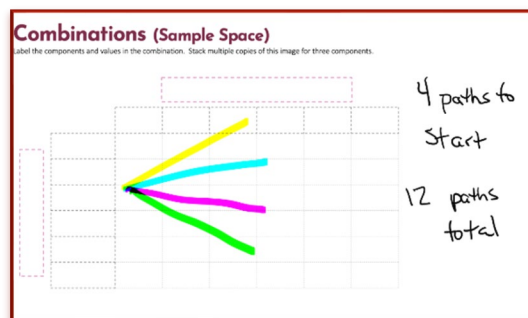 Combinations (Sample Space)
Label the components and values in the combination. Stack multiple copies of this image for three components.
4 paths to
start
12 paths
total